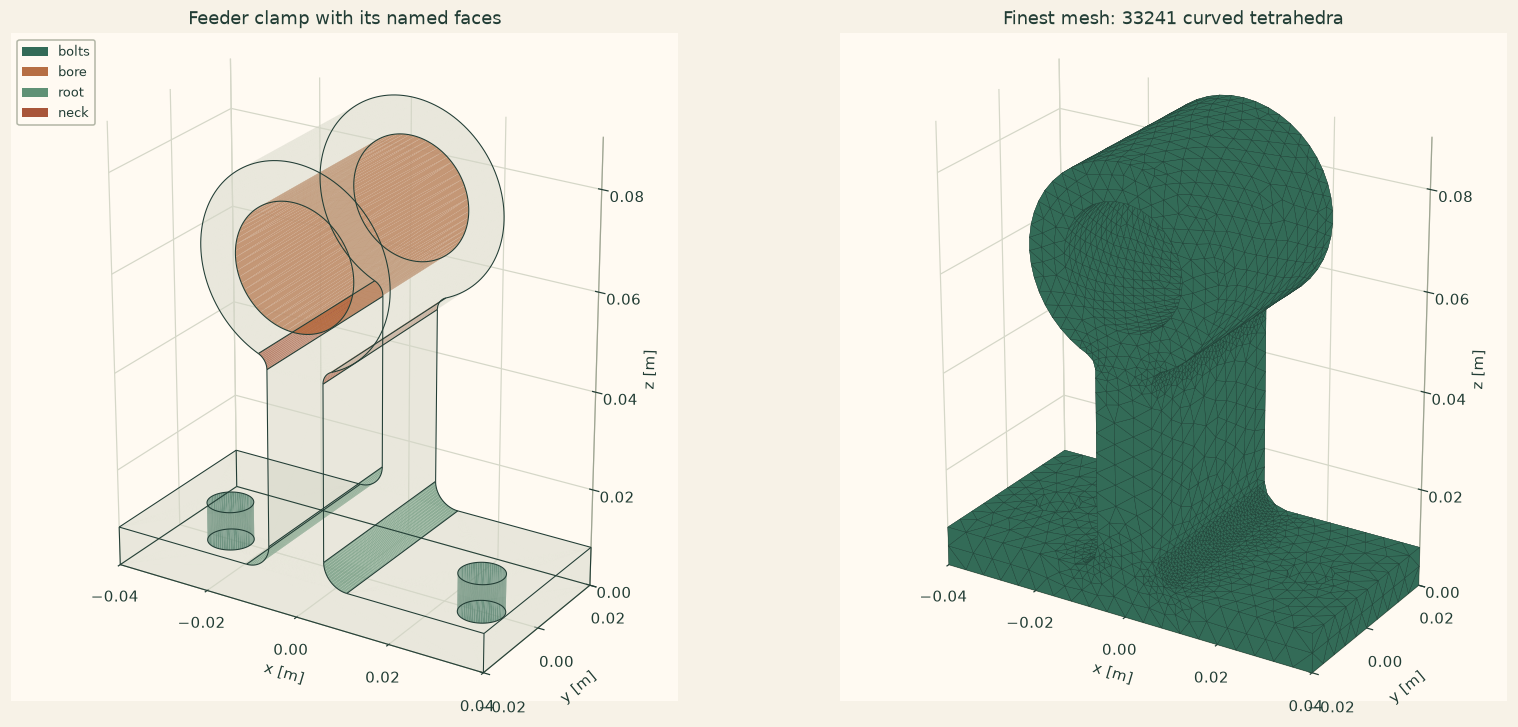 Feeder clamp with its named faces
bolts
bore
root
neck
0.08
0.06
0.04
0.02
0.00
z [m]
−0.04
−0.02
0.00
0.02
0.04
x [m]
−0.02
0.00
0.02
y [m]
Finest mesh: 33241 curved tetrahedra
0.08
0.06
0.04
0.02
0.00
z [m]
−0.04
−0.02
0.00
0.02
0.04
x [m]
−0.02
0.00
0.02
y [m]